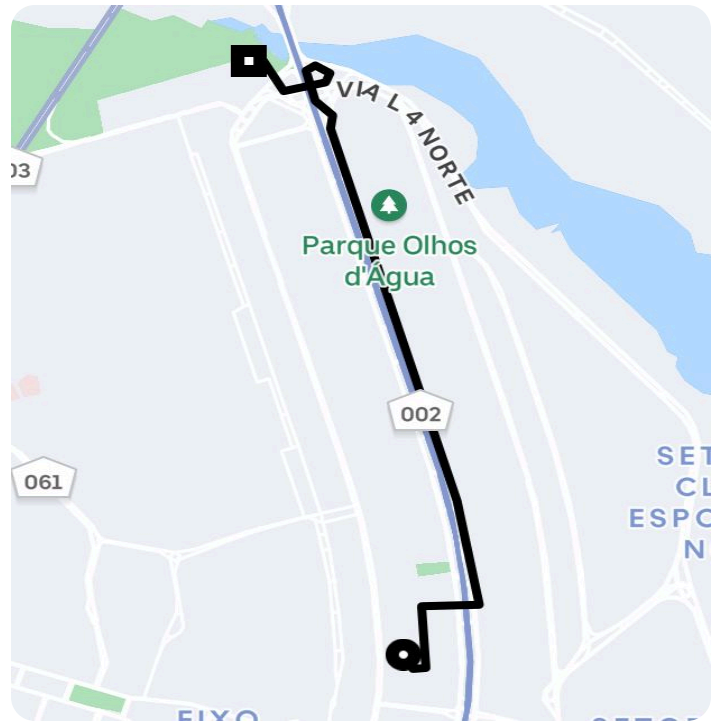 VIA L 4 NORTE
03
Parque Olhos
d'Água
002
061
SET
CL
ESPO
N
EIXO